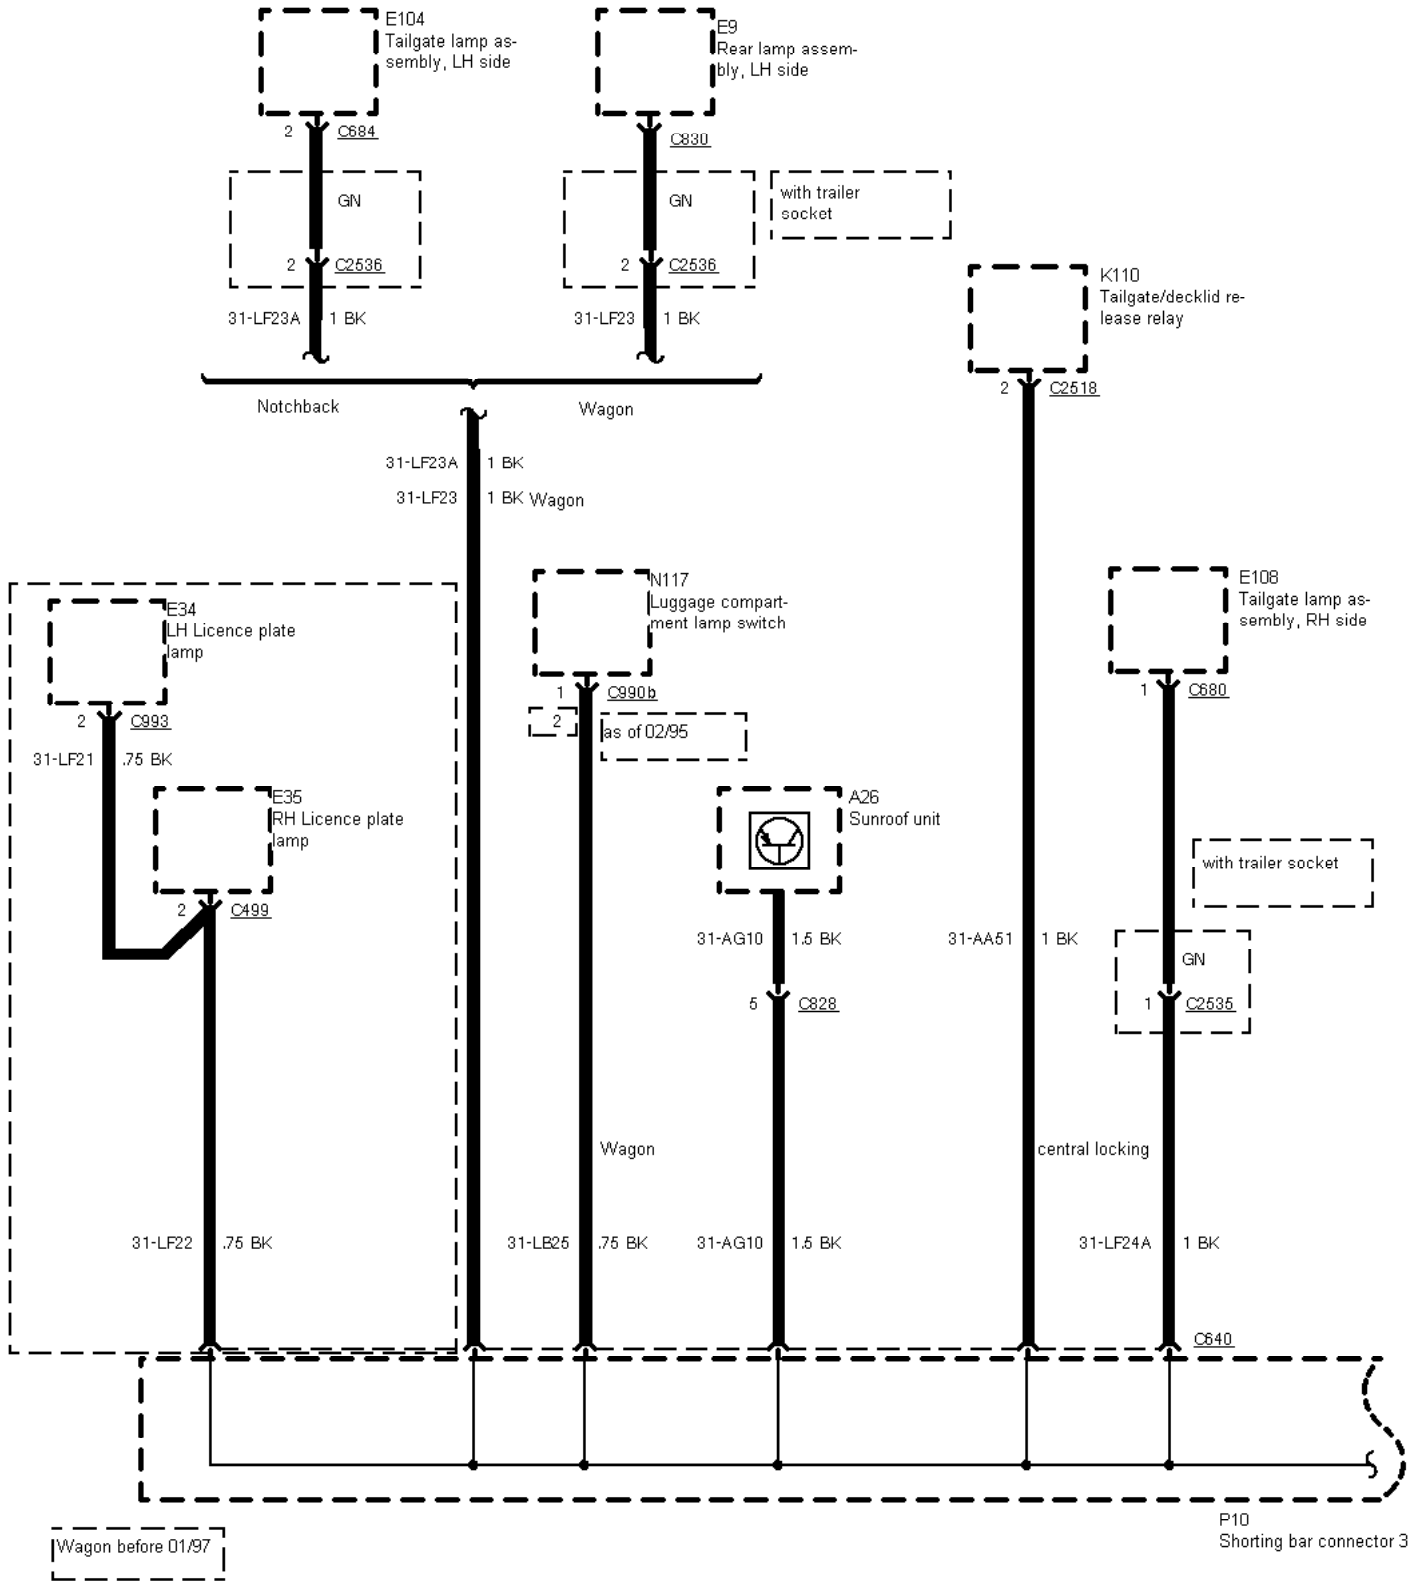 E104
Tailgate lamp as-
sembly, LH side
E9
Rear lamp assem-
bly, LH side
2
C684
C830
GN
GN
with trailer
socket
2
C2536
2
C2536
K110
Tailgate/decklid re-
lease relay
31-LF23A
1 BK
31-LF23
1 BK
2
C2518
Notchback
Wagon
31-LF23A
1 BK
31-LF23
1 BK
Wagon
N117
Luggage compart-
ment lamp switch
E108
Tailgate lamp as-
sembly, RH side
E34
LH Licence plate
lamp
1
C990b
1
C680
2
C993
2
as of 02/95
31-LF21
.75 BK
E35
RH Licence plate
lamp
A26
Sunroof unit
with trailer socket
2
C499
31-AG10
1.5 BK
31-AA51
1 BK
GN
5
C828
1
C2535
Wagon
central locking
31-LF22
.75 BK
31-LB25
.75 BK
31-AG10
1.5 BK
31-LF24A
1 BK
C640
P10
Shorting bar connector 3
Wagon before 01/97